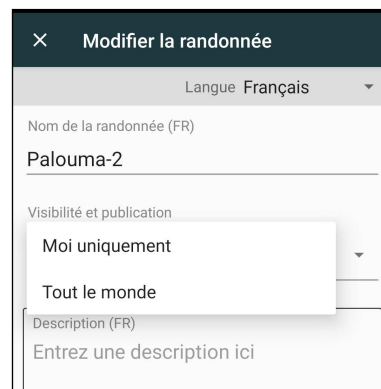 Modifier la randonnée
Langue Français
Nom de la randonnée (FR)
Palouma-2
Visibilité et publication
Moi uniquement
Tout le monde
Description (FR)
Entrez une description ici